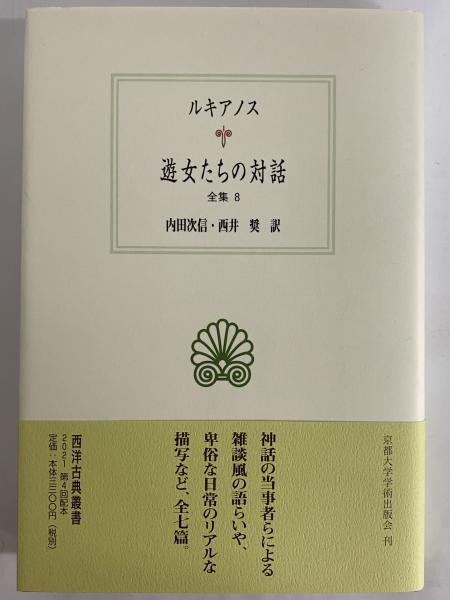 ルキアノス
遊女たちの対話
全集 8
内田次信・西井 奨 訳
京都大学学術出版会 刊
神話の当事者らによる
雑談風の語らいや、
卑俗な日常のリアルな
描写など、全七篇。
西洋古典叢書
2021 第4回配本
定価：本体三三〇〇円（税別）